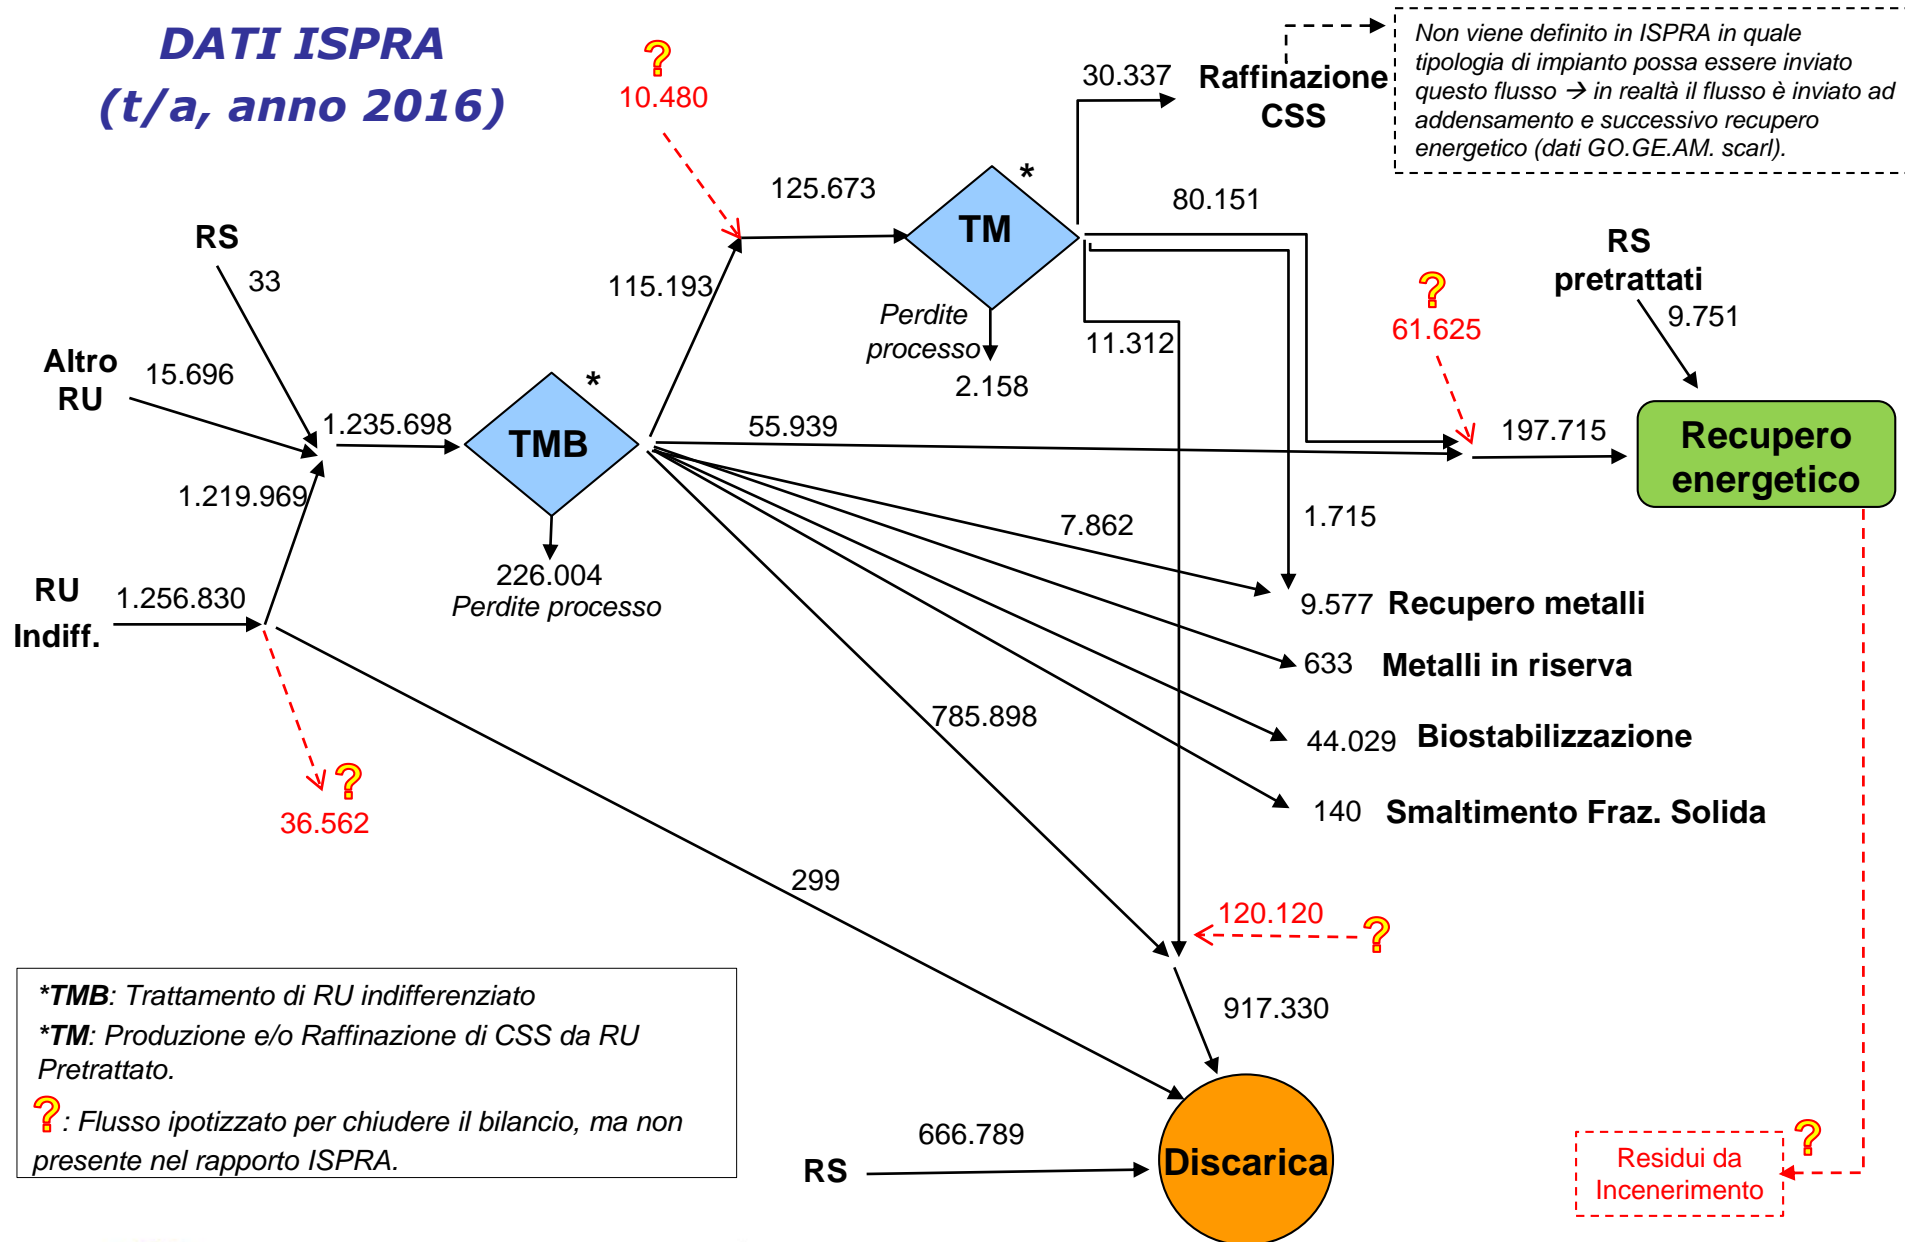 DATI ISPRA
(t/a, anno 2016)
?
10.480
30.337
Raffinazione
CSS
Non viene definito in ISPRA in quale
tipologia di impianto possa essere inviato
questo flusso → in realtà il flusso è inviato ad
addensamento e successivo recupero
energetico (dati GO.GE.AM. scarl).
125.673
*
TM
80.151
RS
33
115.193
Perdite
processo
2.158
11.312
?
61.625
RS
pretrattati
9.751
Altro
RU
15.696
1.235.698
*
TMB
55.939
197.715
Recupero
energetico
1.219.969
226.004
Perdite processo
7.862
1.715
RU
Indiff.
1.256.830
9.577 Recupero metalli
633 Metalli in riserva
785.898
44.029 Biostabilizzazione
?
36.562
140 Smaltimento Fraz. Solida
299
120.120
?
917.330
*TMB: Trattamento di RU indifferenziato
*TM: Produzione e/o Raffinazione di CSS da RU
Pretrattato.
?: Flusso ipotizzato per chiudere il bilancio, ma non
presente nel rapporto ISPRA.
RS
666.789
Discarica
?
Residui da
Incenerimento